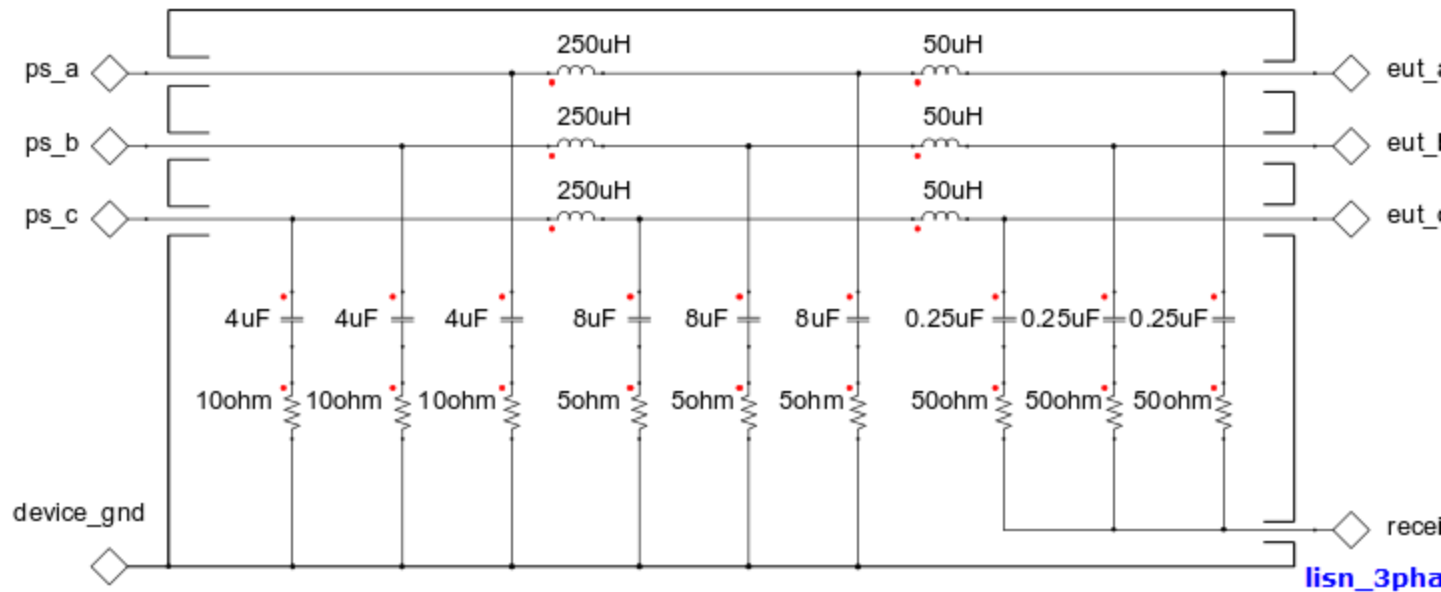 250uH 50uH
ps_a eut_a
250uH 50uH
ps_b
250uH 50uH
ps_c
4uF 4uF 4uF 8uF 8uF 8uF 0.25uF 0.25uF 0.25uF
10ohm 10ohm 10ohm 5ohm 5ohm 5ohm 50ohm 50ohm 50ohm
device_gnd